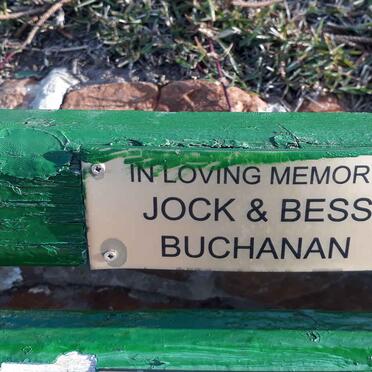 IN LOVING MEMOR
JOCK & BESS
BUCHANAN